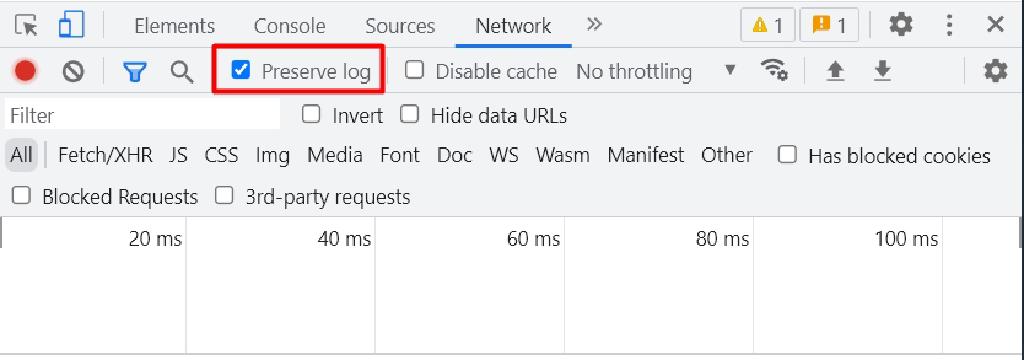 Elements Console Sources Network 1 1
Preserve log Disable cache No throttling
Filter Invert Hide data URLs
All Fetch/XHR JS CSS Img Media Font Doc WS Wasm Manifest Other Has blocked cookies
Blocked Requests 3rd-party requests
20 ms 40 ms 60 ms 80 ms 100 ms